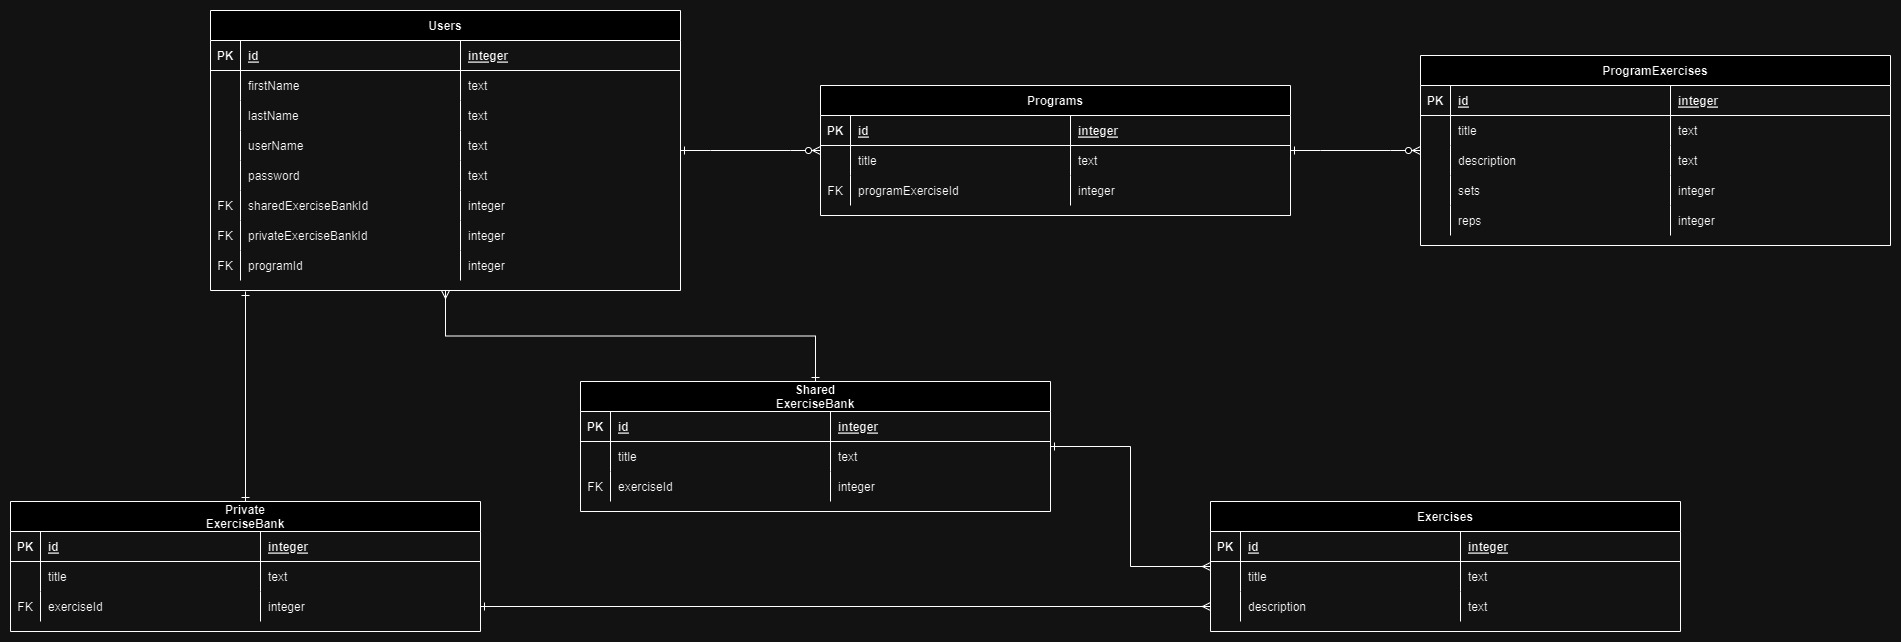 Users
PK id integer
firstName text
lastName text
userName text
password text
FK sharedExerciseBankId integer
FK privateExerciseBankId integer
FK programId integer
Programs
PK id integer
title text
FK programExerciseId integer
ProgramExercises
PK id integer
title text
description text
sets integer
reps integer
Shared
ExerciseBank
PK id integer
title text
FK exerciseId integer
Private
ExerciseBank
PK id integer
title text
FK exerciseId integer
Exercises
PK id integer
title text
description text